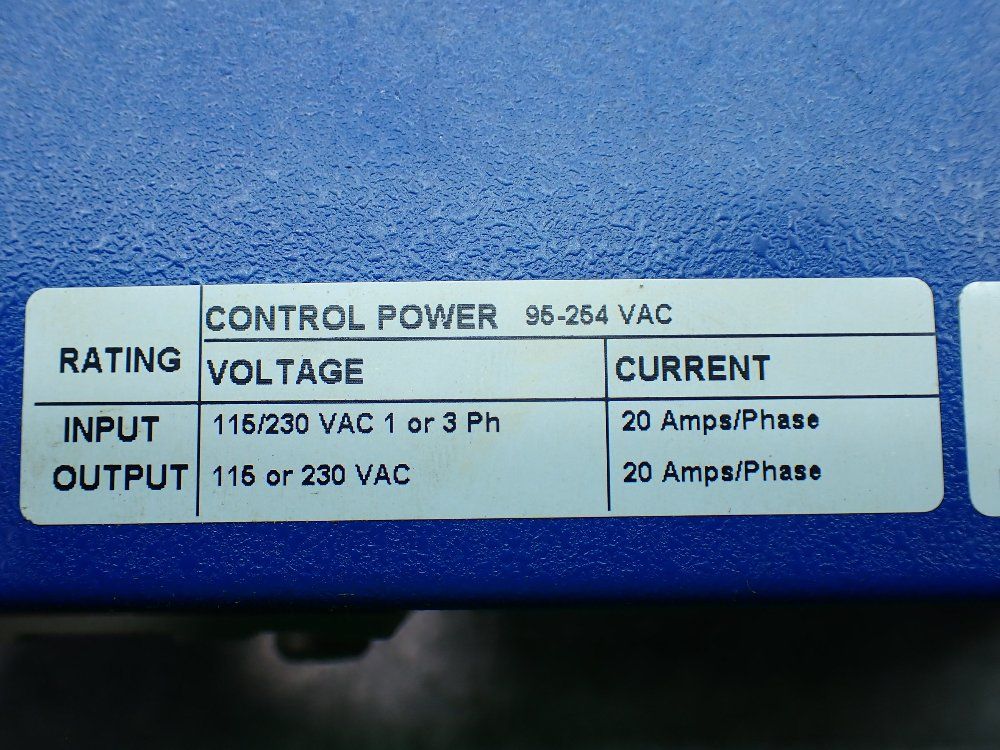 CONTROL POWER 95-254 VAC
RATING VOLTAGE CURRENT
INPUT 115/230 VAC 1 or 3 Ph 20 Amps/Phase
OUTPUT 115 or 230 VAC 20 Amps/Phase